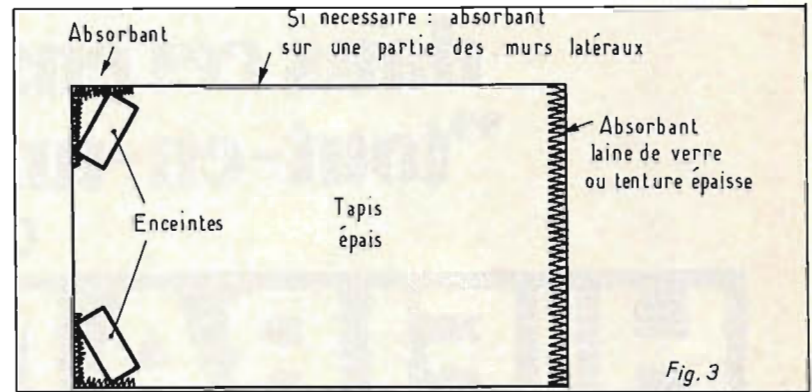 Absorbant
Si necessaire : absorbant
sur une partie des murs latéraux
Absorbant
laine de verre
ou tenture épaisse
Enceintes
Tapis
épais
Fig. 3